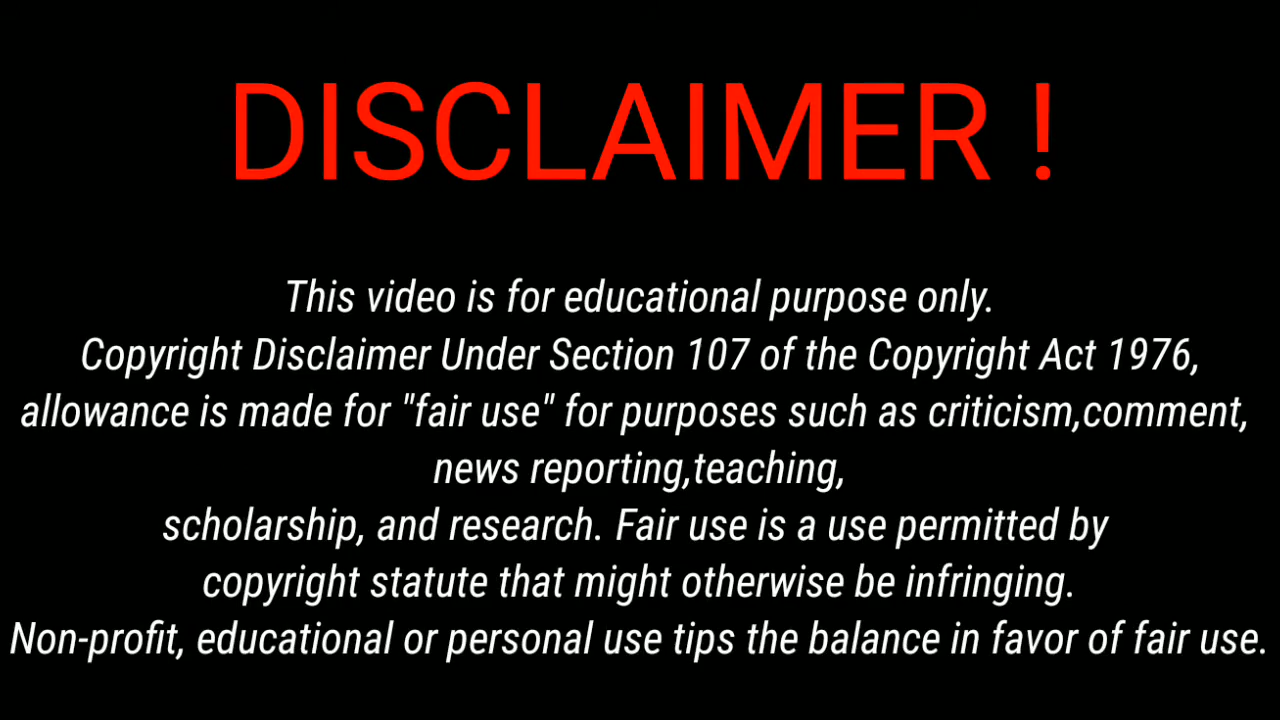 DISCLAIMER !
This video is for educational purpose only.
Copyright Disclaimer Under Section 107 of the Copyright Act 1976,
allowance is made for "fair use" for purposes such as criticism,comment,
news reporting,teaching,
scholarship, and research. Fair use is a use permitted by
copyright statute that might otherwise be infringing.
Non-profit, educational or personal use tips the balance in favor of fair use.